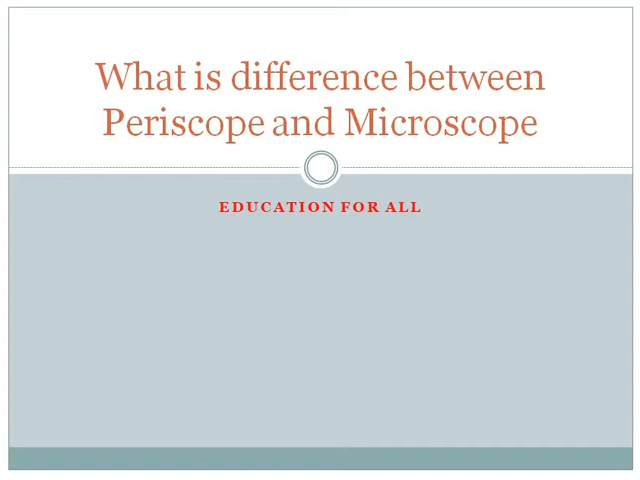 What is difference between
Periscope and Microscope
EDUCATION FOR ALL